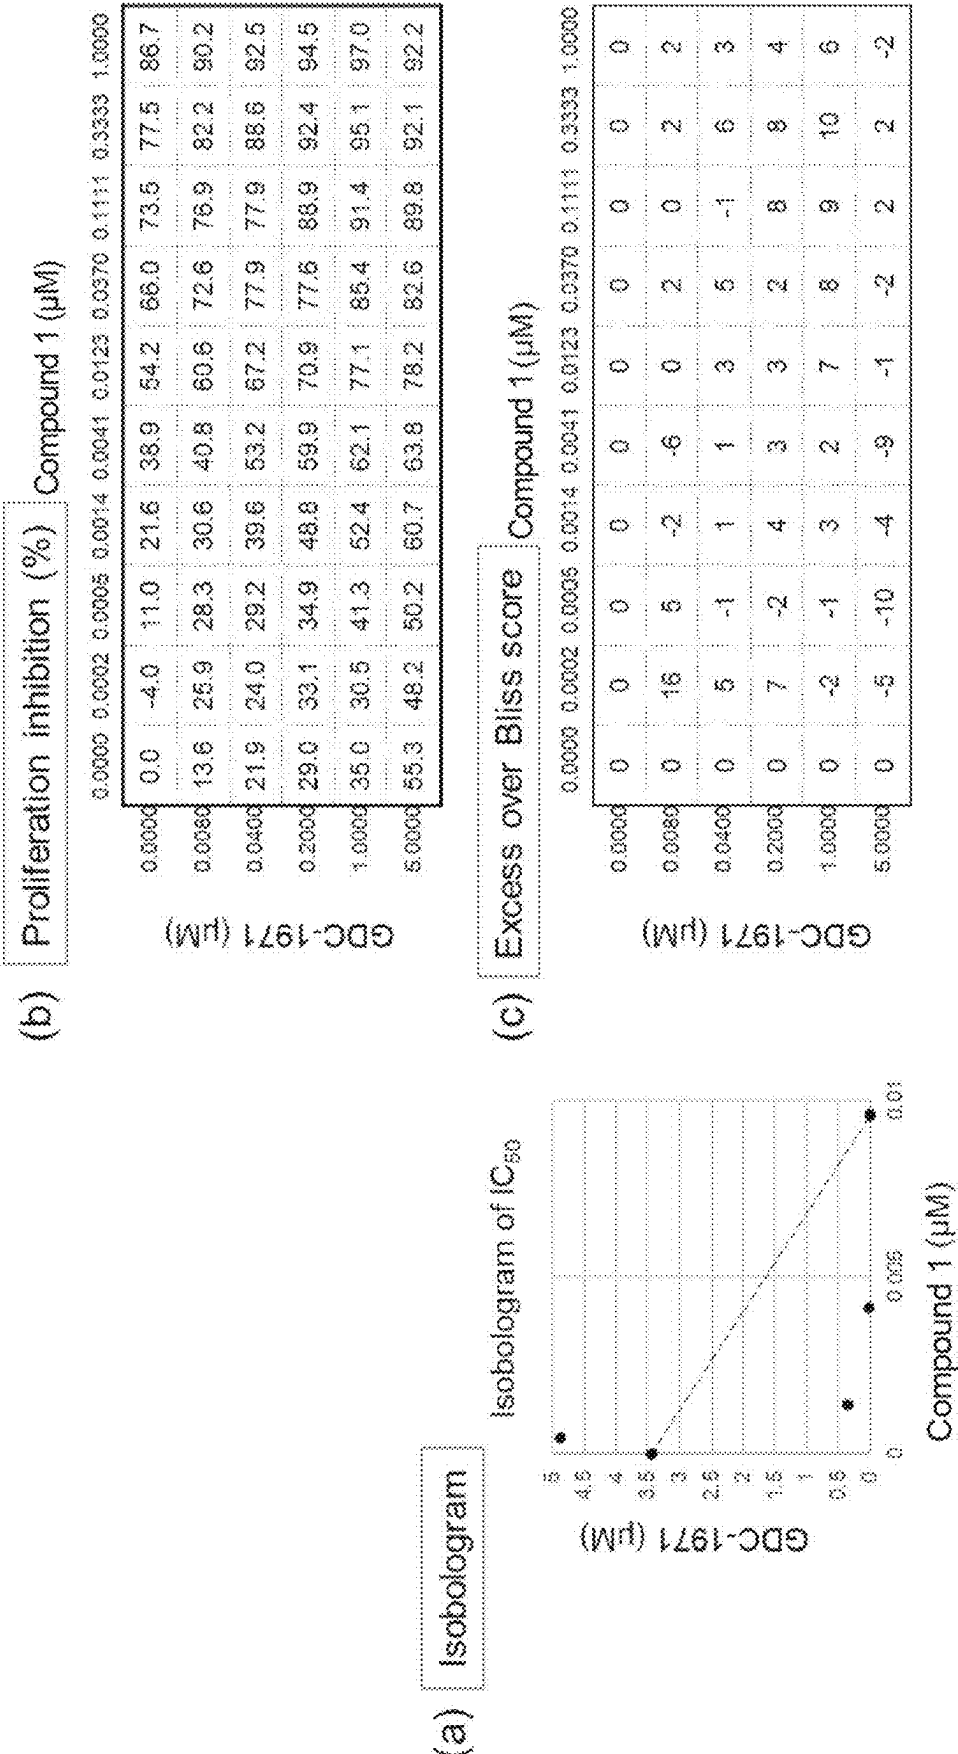 (a) Isobologram
Isobologram of IC50
GDC-1971 (μM)
5
4.5
4
3.5
3
2.5
2
1.5
1
0.5
0
0 0.005 0.01
Compound 1 (μM)
(b) Proliferation inhibition (%) Compound 1 (μM)
0.0000 0.0002 0.0005 0.0014 0.0041 0.0123 0.0370 0.1111 0.3333 1.0000
GDC-1971 (μM)
0.0000 0.0 -4.0 11.0 21.6 38.9 54.2 66.0 73.5 77.5 86.7
0.0080 13.6 25.9 28.3 30.6 40.8 60.6 72.6 76.9 82.2 90.2
0.0400 21.9 24.0 29.2 39.6 53.2 67.2 77.9 77.9 88.6 92.5
0.2000 29.0 33.1 34.9 48.8 59.9 70.9 77.6 88.9 92.4 94.5
1.0000 35.0 30.5 41.3 52.4 62.1 77.1 85.4 91.4 95.1 97.0
5.0000 55.3 48.2 50.2 60.7 63.8 78.2 82.6 89.8 92.1 92.2
(c) Excess over Bliss score Compound 1 (μM)
0.0000 0.0002 0.0005 0.0014 0.0041 0.0123 0.0370 0.1111 0.3333 1.0000
GDC-1971 (μM)
0.0000 0 0 0 0 0 0 0 0 0 0
0.0080 0 16 5 -2 -6 0 2 0 2 2
0.0400 0 5 -1 1 1 3 5 -1 6 3
0.2000 0 7 -2 4 3 3 2 8 8 4
1.0000 0 -2 -1 3 2 7 8 9 10 6
5.0000 0 -5 -10 -4 -9 -1 -2 2 2 -2